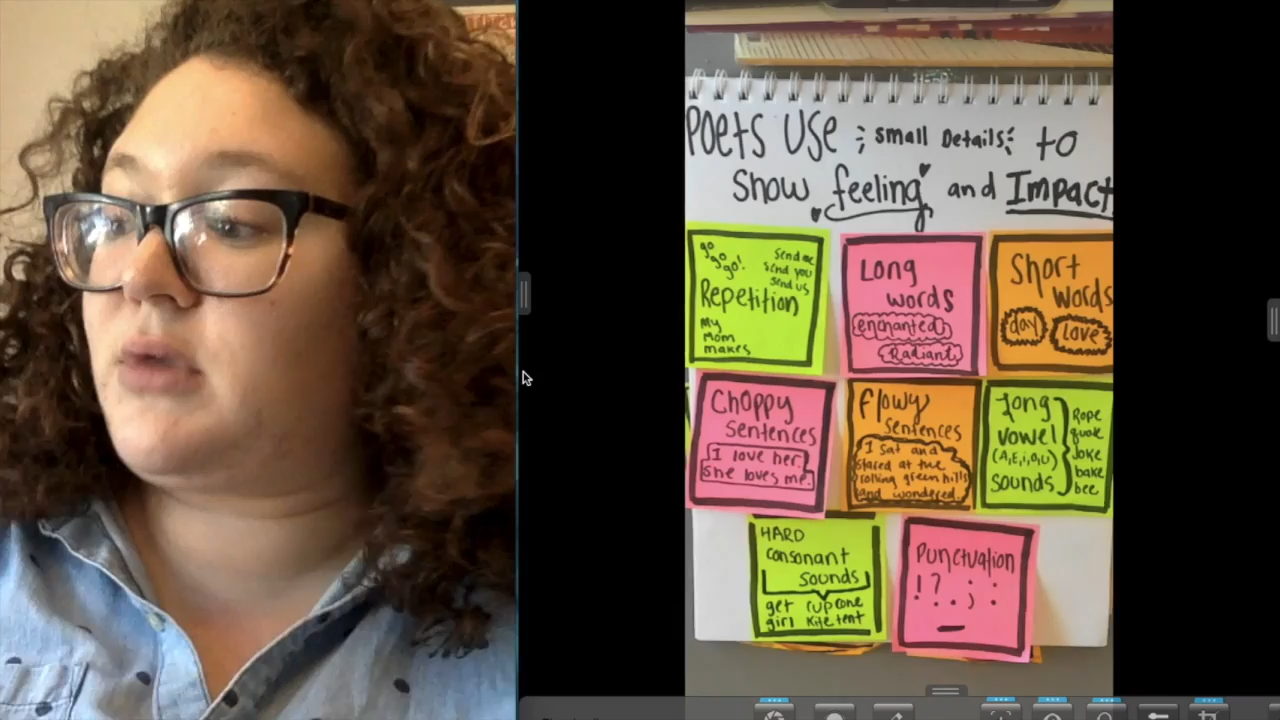 Poets Use small Details to
Show feeling and Impact
go
go
go!
Send me
Send you
Send us
Repetition
My
Mom
makes
Long
words
enchanted
Radiant
Short
words
day
Love
Choppy
Sentences
I love her.
She loves me.
flowy
Sentences
I sat and
stared at the
rolling green hills
and wondered.
Long
vowel
(A,E,i,O,U)
sounds
Rope
Joke
bake
bee
HARD
consonant
sounds
get cup cone
girl kite tent
Punctuation
! ? . ; :